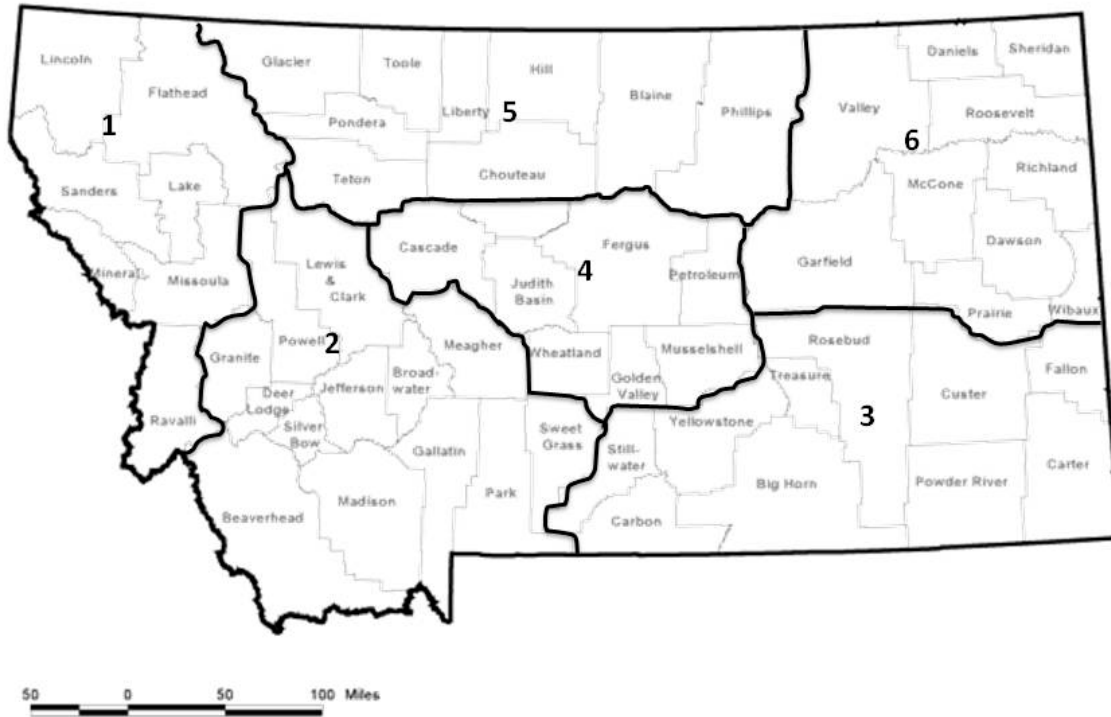 Lincoln
Flathead
1
Sanders
Lake
Mineral
Missoula
Ravalli
Glacier
Toole
Liberty
Hill
5
Pondera
Teton
Chouteau
Blaine
Phillips
Valley
Daniels
Sheridan
Roosevelt
6
Richland
McCone
Dawson
Garfield
Prairie
Wibaux
Cascade
Judith
Basin
Fergus
4
Petroleum
Wheatland
Golden
Valley
Musselshell
Lewis
&
Clark
Powell
2
Granite
Deer
Lodge
Silver
Bow
Jefferson
Broad-
water
Meagher
Gallatin
Park
Sweet
Grass
Madison
Beaverhead
Rosebud
Treasure
Custer
Fallon
3
Yellowstone
Still-
water
Big Horn
Carbon
Powder River
Carter
50 0 50 100 Miles